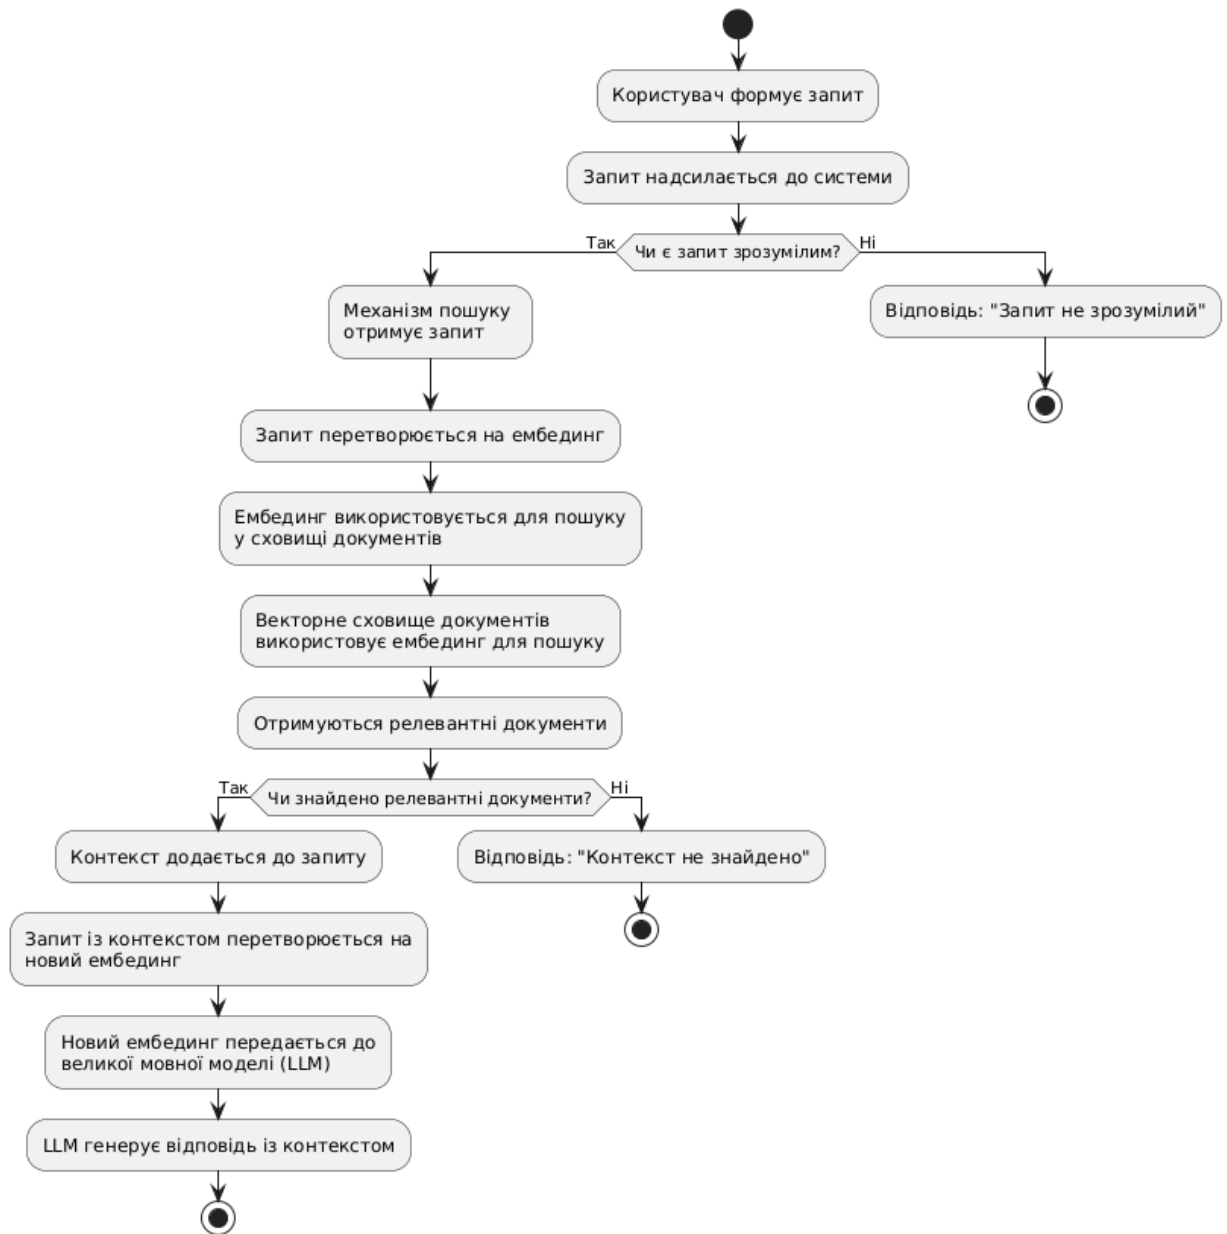 Користувач формує запит
Запит надсилається до системи
Так
Чи є запит зрозумілим?
Ні
Механізм пошуку
отримує запит
Відповідь: "Запит не зрозумілий"
Запит перетворюється на ембединг
Ембединг використовується для пошуку
у сховищі документів
Векторне сховище документів
використовує ембединг для пошуку
Отримуються релевантні документи
Так
Чи знайдено релевантні документи?
Ні
Контекст додається до запиту
Відповідь: "Контекст не знайдено"
Запит із контекстом перетворюється на
новий ембединг
Новий ембединг передається до
великої мовної моделі (LLM)
LLM генерує відповідь із контекстом